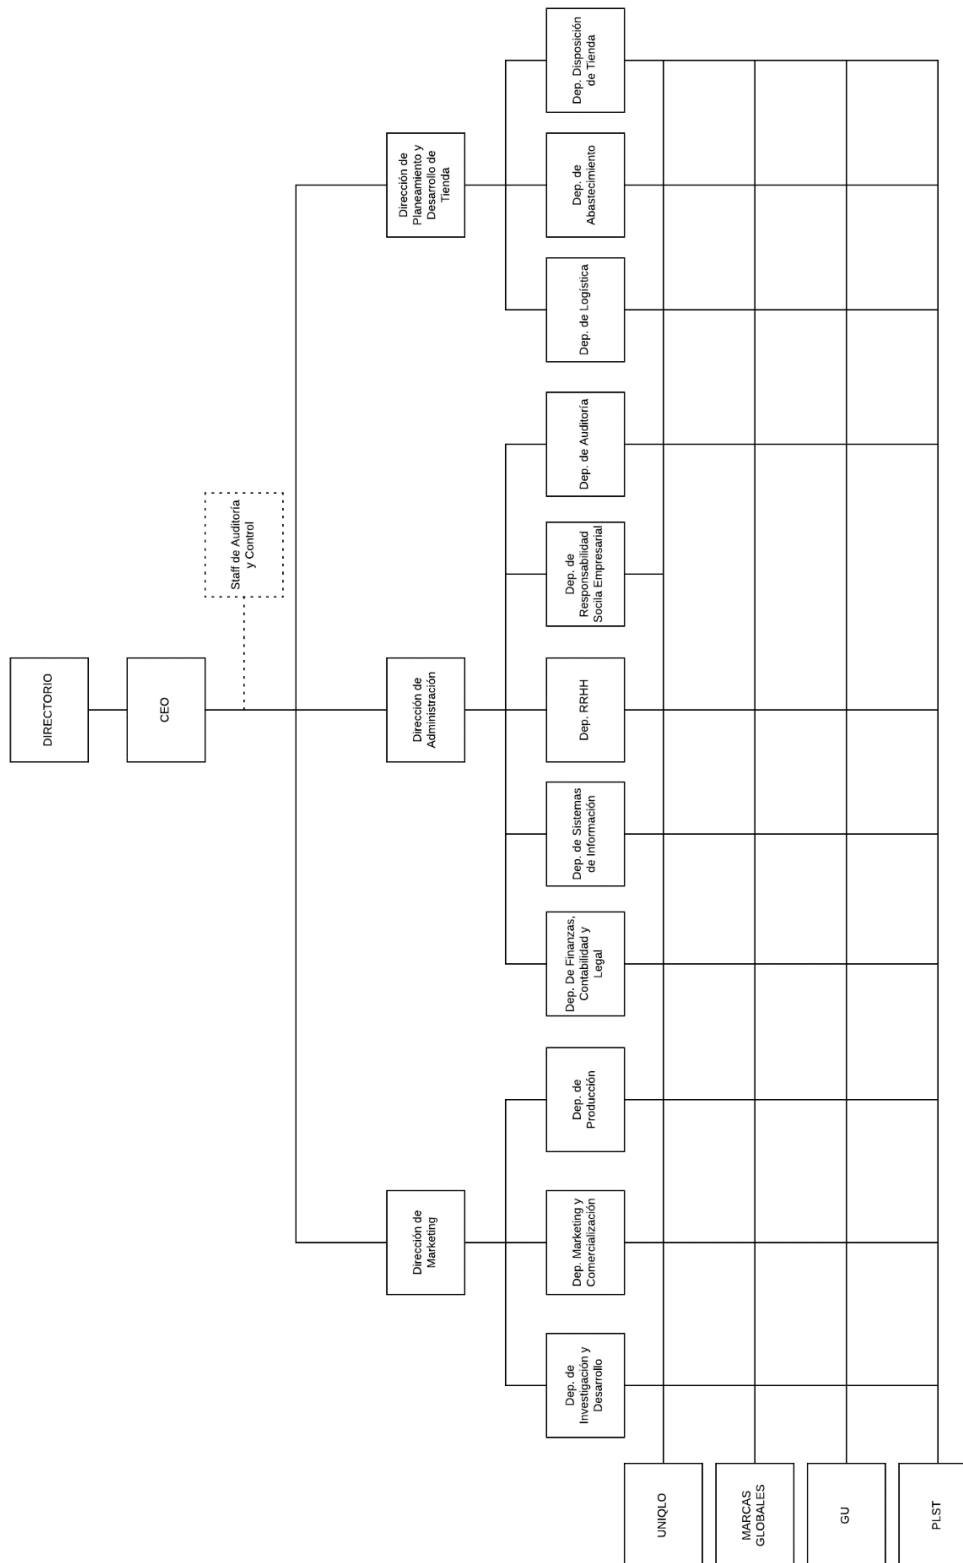 DIRECTORIO
CEO
Staff de Auditoría
y Control
Dirección de
Marketing
Dirección de
Administración
Dirección de
Planeamiento y
Desarrollo de
Tienda
Dep. de
Investigación y
Desarrollo
Dep. Marketing y
Comercialización
Dep. de
Producción
Dep. De Finanzas,
Contabilidad y
Legal
Dep. de Sistemas
de Información
Dep. RRHH
Dep. de
Responsabilidad
Socila Empresarial
Dep. de Auditoría
Dep. de Logística
Dep. de
Abastecimiento
Dep. Disposición
de Tienda
UNIQLO
MARCAS
GLOBALES
GU
PLST